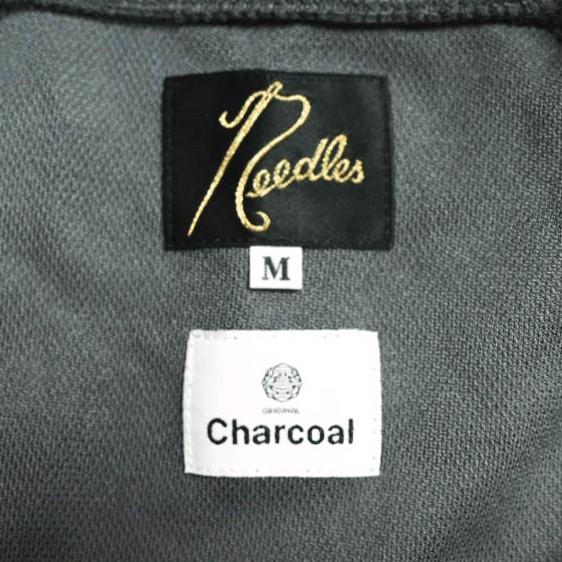 Needles
M
ORIGINAL
Charcoal